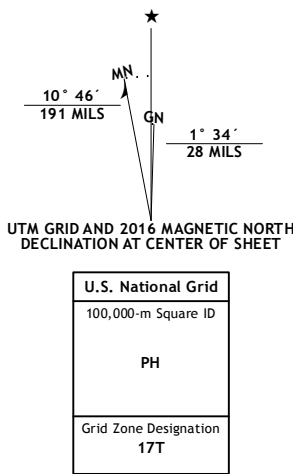 ★
MN
10° 46´
191 MILS
GN
1° 34´
28 MILS
UTM GRID AND 2016 MAGNETIC NORTH
DECLINATION AT CENTER OF SHEET
U.S. National Grid
100,000-m Square ID
PH
Grid Zone Designation
17T